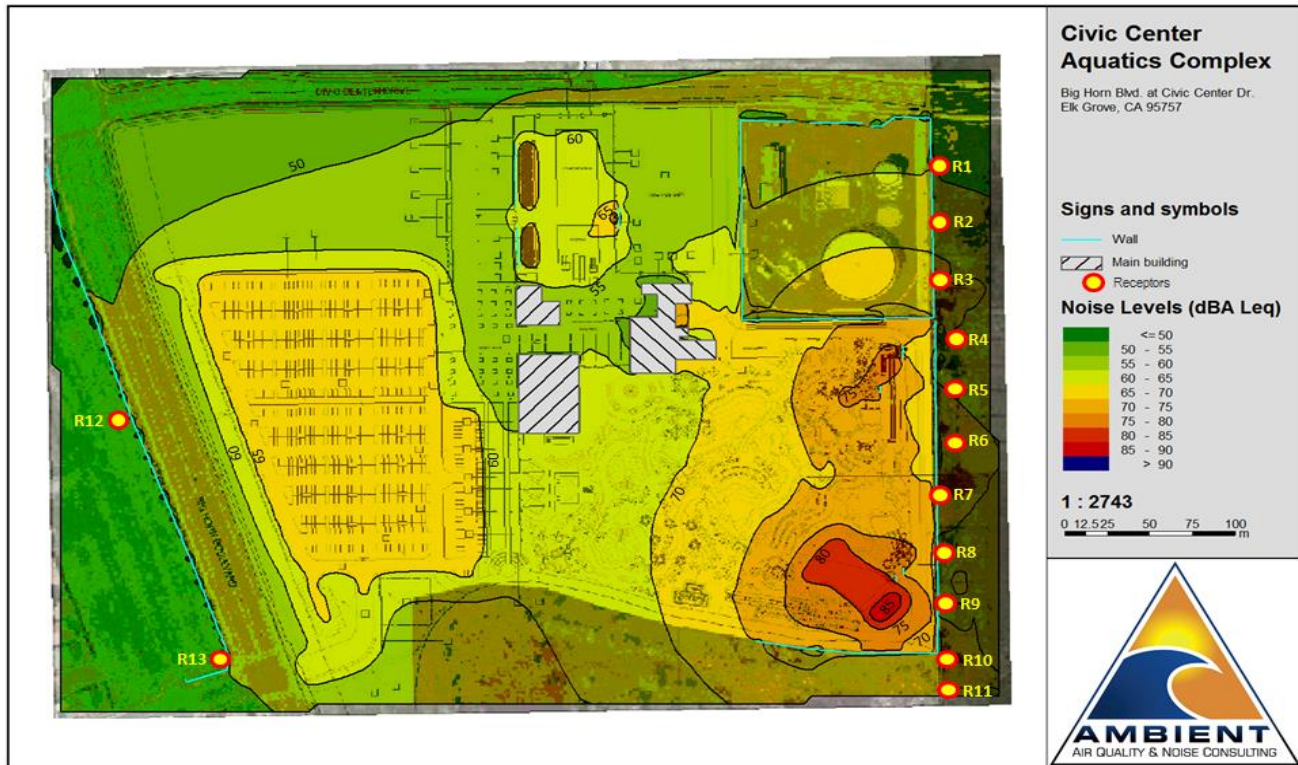 50
60
65
55
65
60
60
75
70
80
85
75
70
R1
R2
R3
R4
R5
R6
R7
R8
R9
R10
R11
R12
R13
Civic Center
Aquatics Complex
Big Horn Blvd. at Civic Center Dr.
Elk Grove, CA 95757
Signs and symbols
Wall
Main building
Receptors
Noise Levels (dBA Leq)
<= 50
50 - 55
55 - 60
60 - 65
65 - 70
70 - 75
75 - 80
80 - 85
85 - 90
> 90
1 : 2743
0 12.525 50 75 100
m
AMBIENT
AIR QUALITY & NOISE CONSULTING